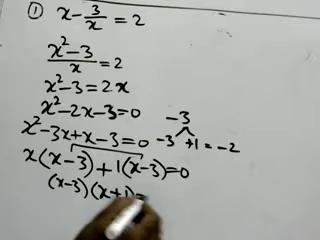 ① x - 3/x = 2
x² - 3 / x = 2
x² - 3 = 2x
x² - 2x - 3 = 0
-3
x² - 3x + x - 3 = 0
-3 +1 = -2
x(x-3) + 1(x-3) = 0
(x-3) (x+1) =